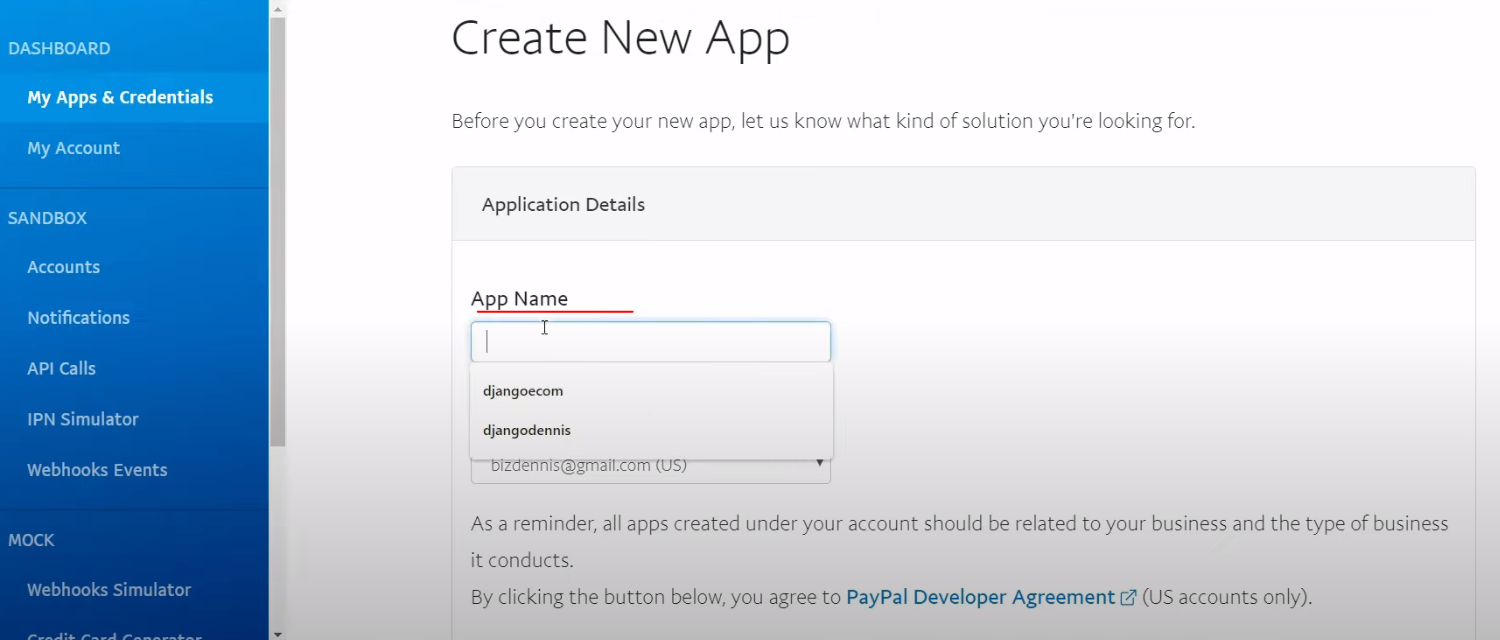 DASHBOARD
My Apps & Credentials
My Account
SANDBOX
Accounts
Notifications
API Calls
IPN Simulator
Webhooks Events
MOCK
Webhooks Simulator
Credit Card Generator
Create New App
Before you create your new app, let us know what kind of solution you're looking for.
Application Details
App Name
djangoecom
djangodennis
bizdennis@gmail.com (US)
As a reminder, all apps created under your account should be related to your business and the type of business
it conducts.
By clicking the button below, you agree to PayPal Developer Agreement (US accounts only).